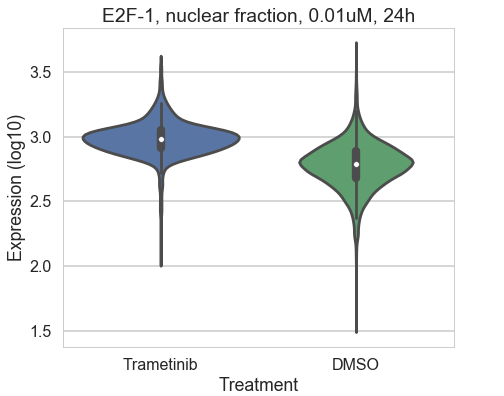 E2F-1, nuclear fraction, 0.01uM, 24h
Expression (log10)
3.5
3.0
2.5
2.0
1.5
Trametinib
DMSO
Treatment